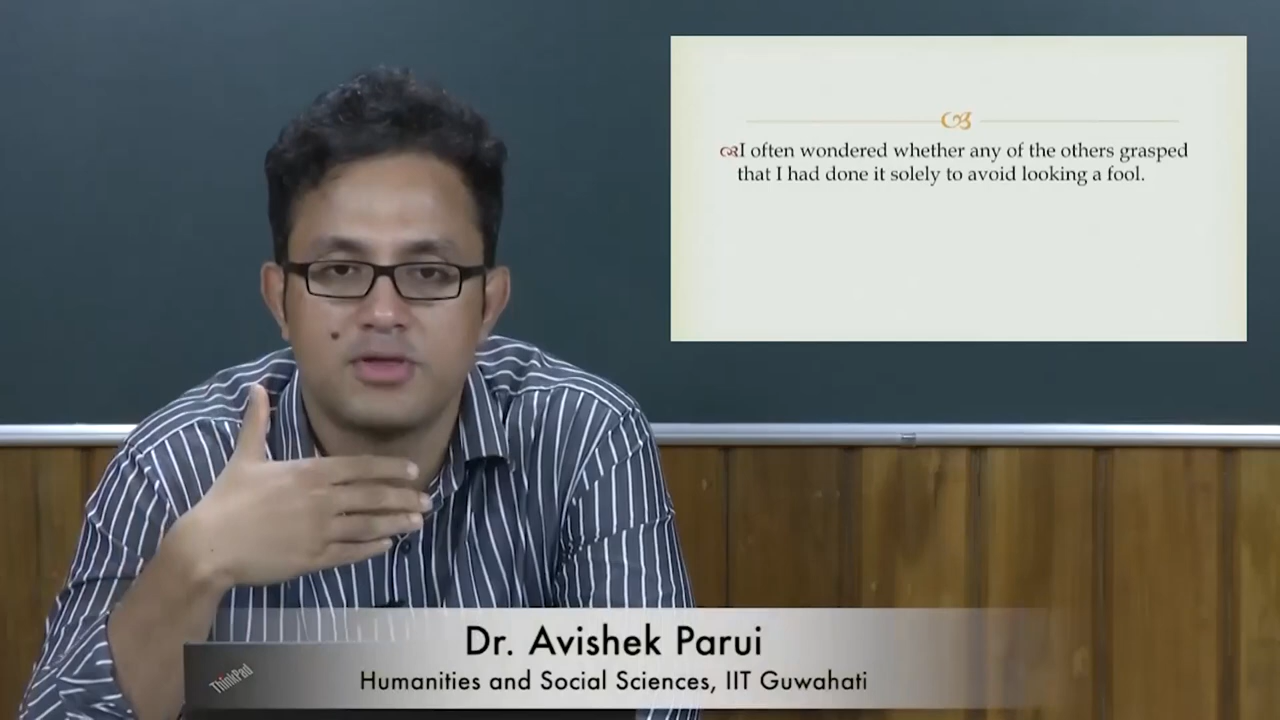 I often wondered whether any of the others grasped
that I had done it solely to avoid looking a fool.
Dr. Avishek Parui
ThinkPad
Humanities and Social Sciences, IIT Guwahati